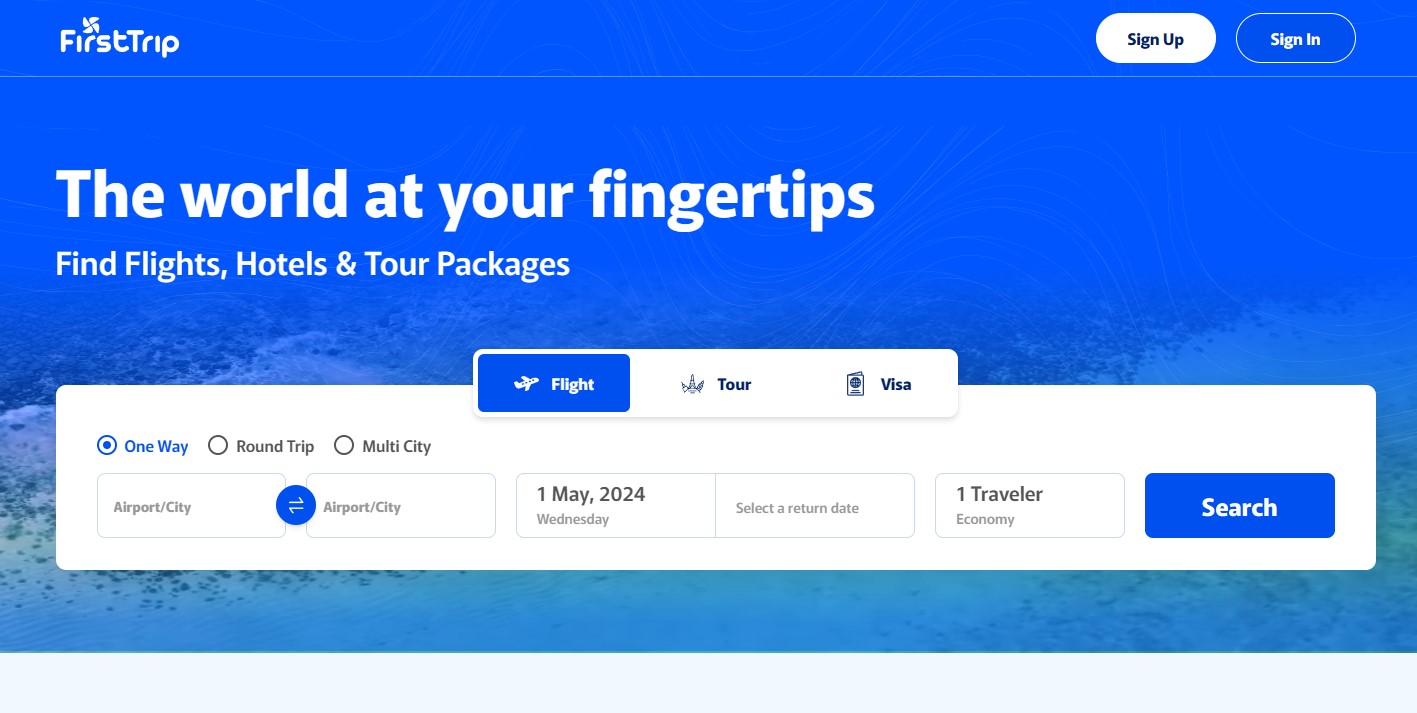 FirstTrip
Sign Up
Sign In
The world at your fingertips
Find Flights, Hotels & Tour Packages
Flight
Tour
Visa
One Way
Round Trip
Multi City
Airport/City
Airport/City
1 May, 2024
Wednesday
Select a return date
1 Traveler
Economy
Search